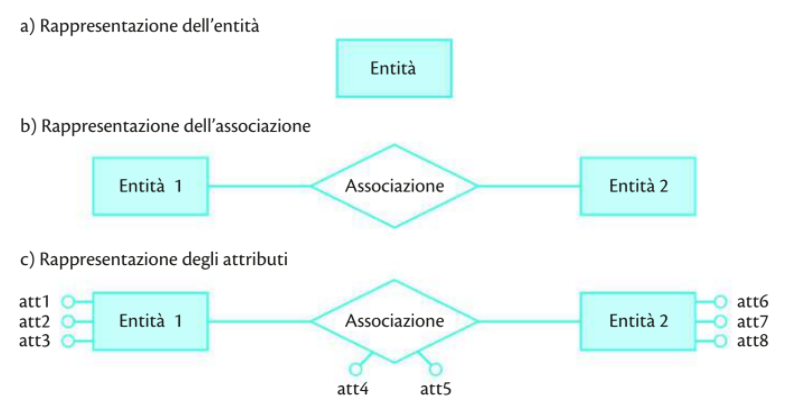 a) Rappresentazione dell'entità
Entità
b) Rappresentazione dell'associazione
Entità 1
Associazione
Entità 2
c) Rappresentazione degli attributi
att1
att2
att3
Entità 1
Associazione
Entità 2
att6
att7
att8
att4
att5